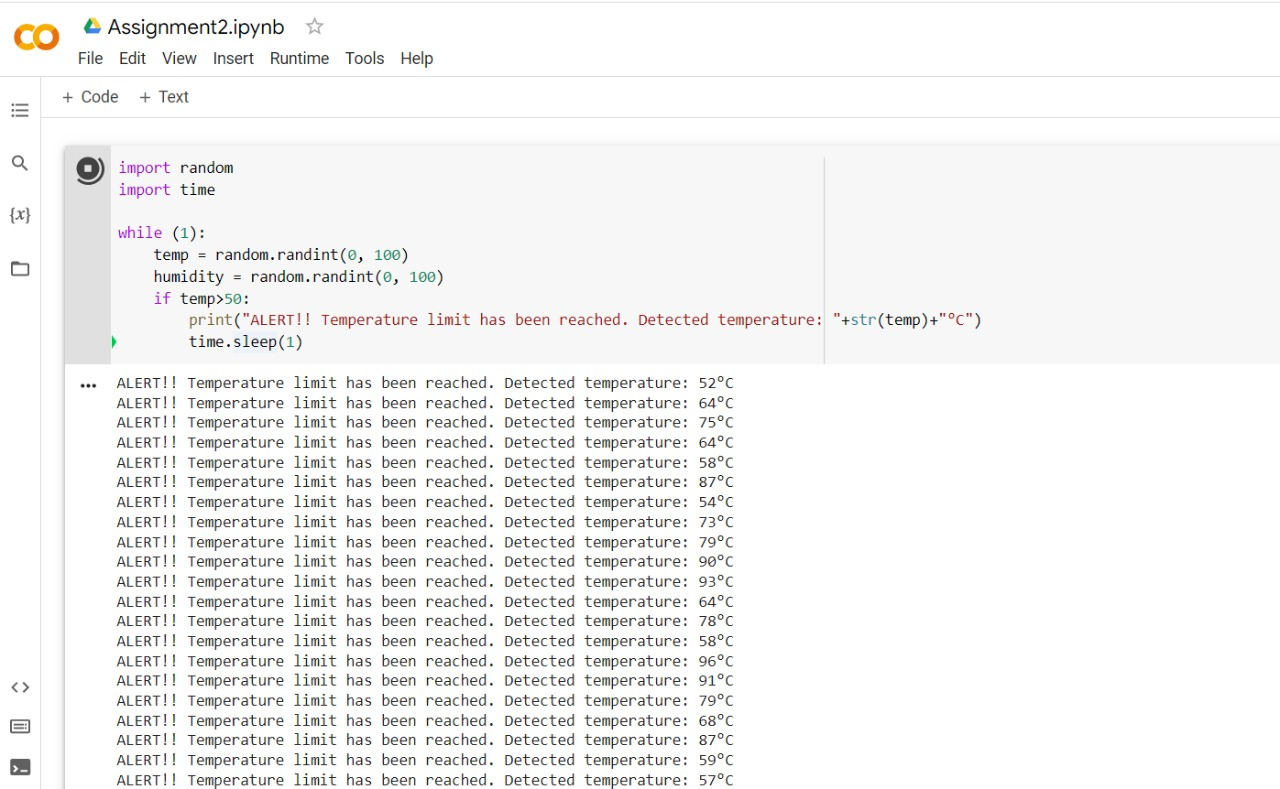 Assignment2.ipynb
File Edit View Insert Runtime Tools Help
+ Code + Text
{x}
import random
import time
while (1):
    temp = random.randint(0, 100)
    humidity = random.randint(0, 100)
    if temp>50:
        print("ALERT!! Temperature limit has been reached. Detected temperature: "+str(temp)+"°C")
        time.sleep(1)
ALERT!! Temperature limit has been reached. Detected temperature: 52°C
ALERT!! Temperature limit has been reached. Detected temperature: 64°C
ALERT!! Temperature limit has been reached. Detected temperature: 75°C
ALERT!! Temperature limit has been reached. Detected temperature: 64°C
ALERT!! Temperature limit has been reached. Detected temperature: 58°C
ALERT!! Temperature limit has been reached. Detected temperature: 87°C
ALERT!! Temperature limit has been reached. Detected temperature: 54°C
ALERT!! Temperature limit has been reached. Detected temperature: 73°C
ALERT!! Temperature limit has been reached. Detected temperature: 79°C
ALERT!! Temperature limit has been reached. Detected temperature: 90°C
ALERT!! Temperature limit has been reached. Detected temperature: 93°C
ALERT!! Temperature limit has been reached. Detected temperature: 64°C
ALERT!! Temperature limit has been reached. Detected temperature: 78°C
ALERT!! Temperature limit has been reached. Detected temperature: 58°C
ALERT!! Temperature limit has been reached. Detected temperature: 96°C
ALERT!! Temperature limit has been reached. Detected temperature: 91°C
ALERT!! Temperature limit has been reached. Detected temperature: 79°C
ALERT!! Temperature limit has been reached. Detected temperature: 68°C
ALERT!! Temperature limit has been reached. Detected temperature: 87°C
ALERT!! Temperature limit has been reached. Detected temperature: 59°C
ALERT!! Temperature limit has been reached. Detected temperature: 57°C